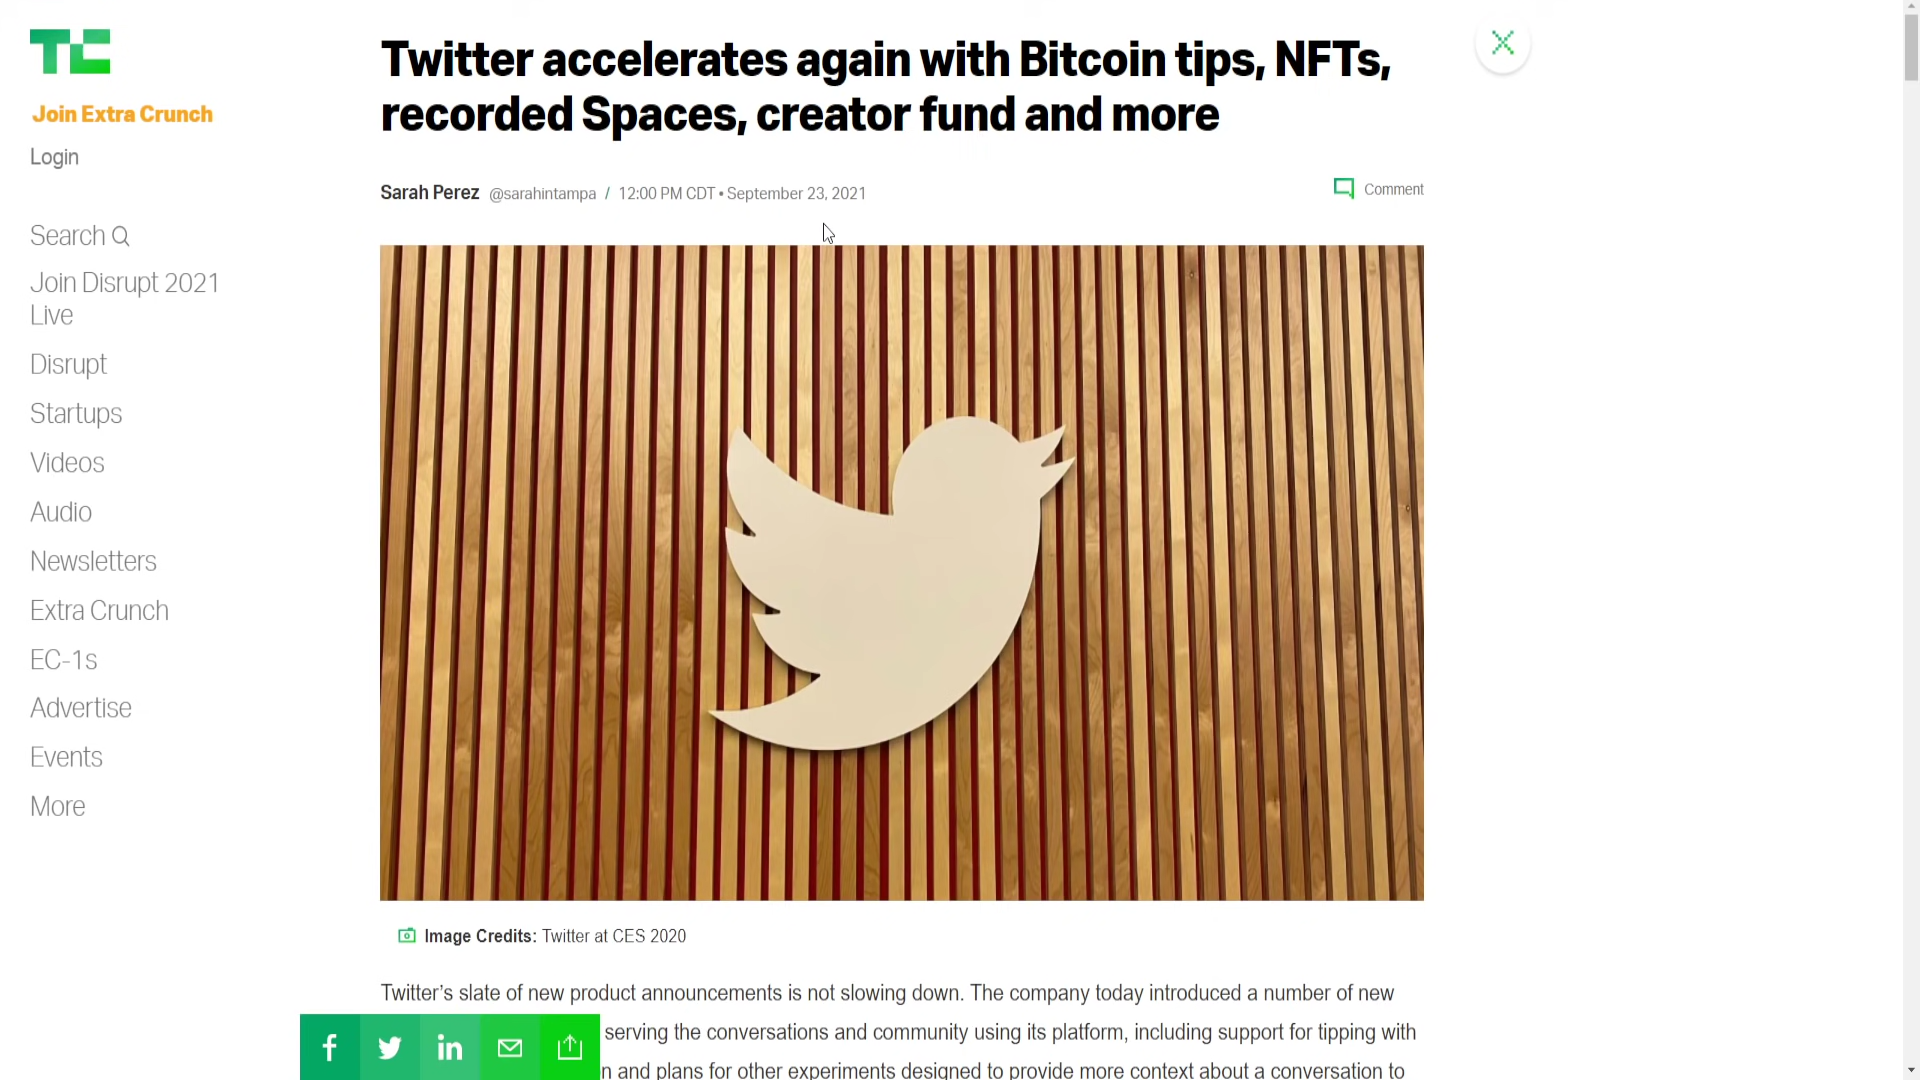 TC
Join Extra Crunch
Login
Search
Join Disrupt 2021
Live
Disrupt
Startups
Videos
Audio
Newsletters
Extra Crunch
EC-1s
Advertise
Events
More
Twitter accelerates again with Bitcoin tips, NFTs,
recorded Spaces, creator fund and more
Sarah Perez @sarahintampa / 12:00 PM CDT • September 23, 2021
Comment
Image Credits: Twitter at CES 2020
Twitter’s slate of new product announcements is not slowing down. The company today introduced a number of new
serving the conversations and community using its platform, including support for tipping with
and plans for other experiments designed to provide more context about a conversation to